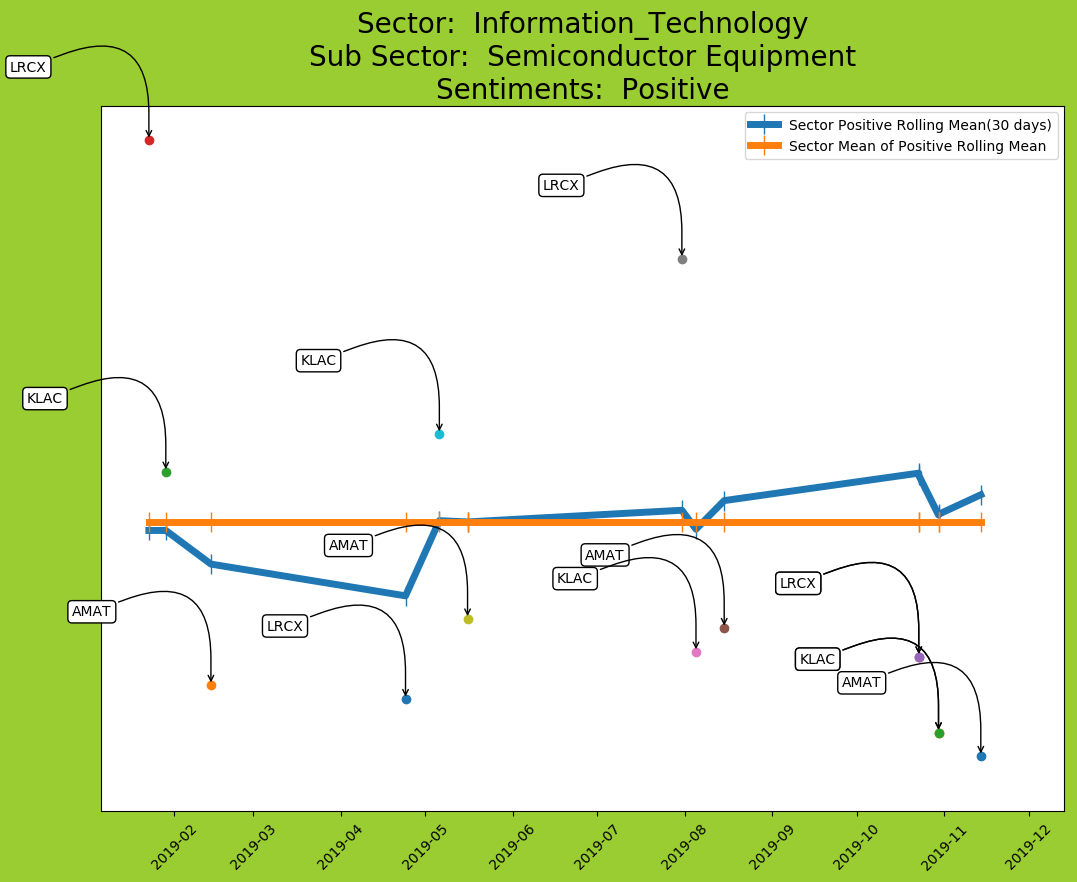 Sector:  Information_Technology
Sub Sector:  Semiconductor Equipment
Sentiments:  Positive
LRCX
Sector Positive Rolling Mean(30 days)
Sector Mean of Positive Rolling Mean
LRCX
KLAC
KLAC
AMAT
AMAT
KLAC
LRCX
AMAT
LRCX
KLAC
AMAT
2019-02
2019-03
2019-04
2019-05
2019-06
2019-07
2019-08
2019-09
2019-10
2019-11
2019-12